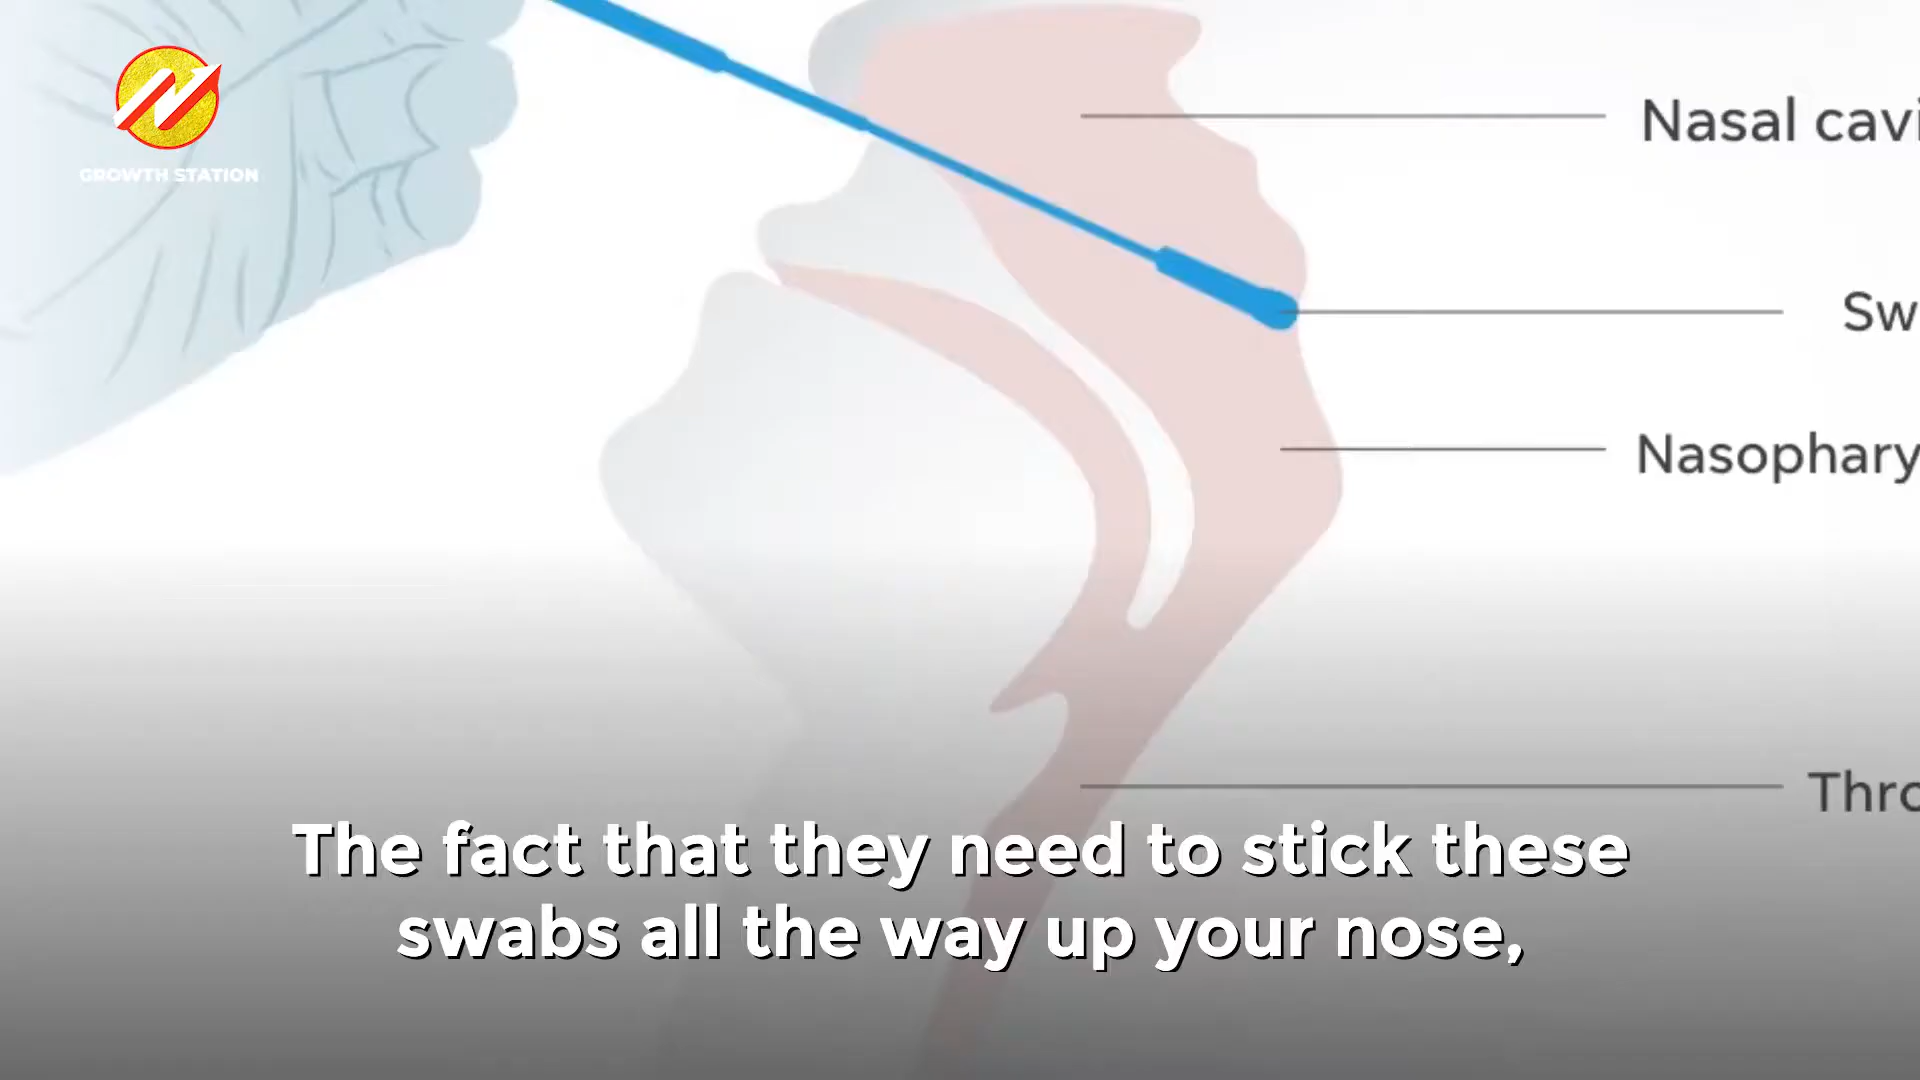 GROWTH STATION
Nasal cavi
Sw
Nasophary
Thro
The fact that they need to stick these
swabs all the way up your nose,